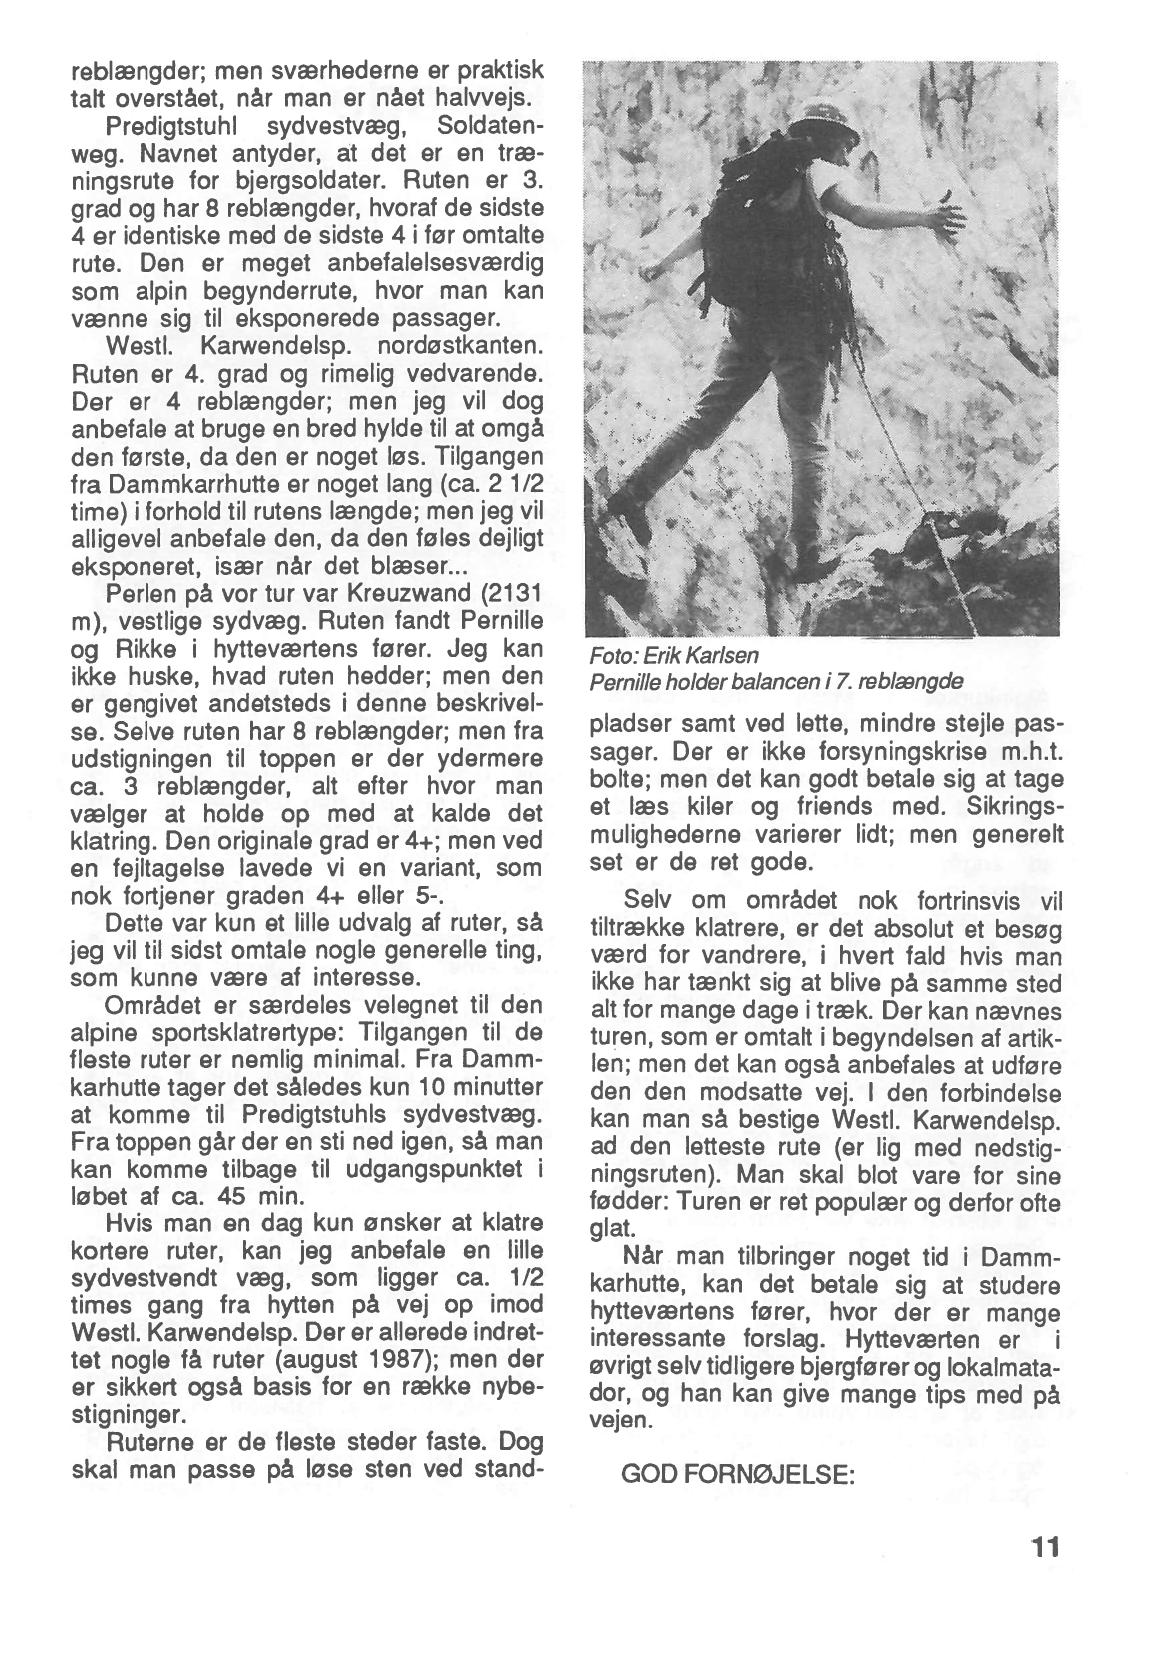 reblængder; men sværhederne er praktisk
talt overstået, når man er nået halvvejs.
Predigtstuhl sydvestvæg, Soldaten-
weg. Navnet antyder, at det er en træ-
ningsrute for bjergsoldater. Ruten er 3.
grad og har 8 reblængder, hvoraf de sidste
4 er identiske med de sidste 4 i før omtalte
rute. Den er meget anbefalelsesværdig
som alpin begynderrute, hvor man kan
vænne sig til eksponerede passager.
Westl. Karwendelsp. nordøstkanten.
Ruten er 4. grad og rimelig vedvarende.
Der er 4 reblængder; men jeg vil dog
anbefale at bruge en bred hylde til at omgå
den første, da den er noget løs. Tilgangen
fra Dammkarrhutte er noget lang (ca. 2 1/2
time) i forhold til rutens længde; men jeg vil
alligevel anbefale den, da den føles dejligt
eksponeret, især når det blæser...
Perlen på vor tur var Kreuzwand (2131
m), vestlige sydvæg. Ruten fandt Pernille
og Rikke i hytteværtens fører. Jeg kan
ikke huske, hvad ruten hedder; men den
er gengivet andetsteds i denne beskrivel-
se. Selve ruten har 8 reblængder; men fra
udstigningen til toppen er der ydermere
ca. 3 reblængder, alt efter hvor man
vælger at holde op med at kalde det
klatring. Den originale grad er 4+; men ved
en fejltagelse lavede vi en variant, som
nok fortjener graden 4+ eller 5-.
Dette var kun et lille udvalg af ruter, så
jeg vil til sidst omtale nogle generelle ting,
som kunne være af interesse.
Området er særdeles velegnet til den
alpine sportsklatrertype: Tilgangen til de
fleste ruter er nemlig minimal. Fra Damm-
karhutte tager det således kun 10 minutter
at komme til Predigtstuhls sydvestvæg.
Fra toppen går der en sti ned igen, så man
kan komme tilbage til udgangspunktet i
løbet af ca. 45 min.
Hvis man en dag kun ønsker at klatre
kortere ruter, kan jeg anbefale en lille
sydvestvendt væg, som ligger ca. 1/2
times gang fra hytten på vej op imod
Westl. Karwendelsp. Der er allerede indret-
tet nogle få ruter (august 1987); men der
er sikkert også basis for en række nybe-
stigninger.
Ruterne er de fleste steder faste. Dog
skal man passe på løse sten ved stand-
Foto: Erik Karlsen
Pernille holder balancen i 7. reblængde
pladser samt ved lette, mindre stejle pas-
sager. Der er ikke forsyningskrise m.h.t.
bolte; men det kan godt betale sig at tage
et læs kiler og friends med. Sikrings-
mulighederne varierer lidt; men generelt
set er de ret gode.
Selv om området nok fortrinsvis vil
tiltrække klatrere, er det absolut et besøg
værd for vandrere, i hvert fald hvis man
ikke har tænkt sig at blive på samme sted
alt for mange dage i træk. Der kan nævnes
turen, som er omtalt i begyndelsen af artik-
len; men det kan også anbefales at udføre
den den modsatte vej. I den forbindelse
kan man så bestige Westl. Karwendelsp.
ad den letteste rute (er lig med nedstig-
ningsruten). Man skal blot vare for sine
fødder: Turen er ret populær og derfor ofte
glat.
Når man tilbringer noget tid i Damm-
karhutte, kan det betale sig at studere
hytteværtens fører, hvor der er mange
interessante forslag. Hytteværten er i
øvrigt selv tidligere bjergfører og lokalmata-
dor, og han kan give mange tips med på
vejen.
GOD FORNØJELSE:
11